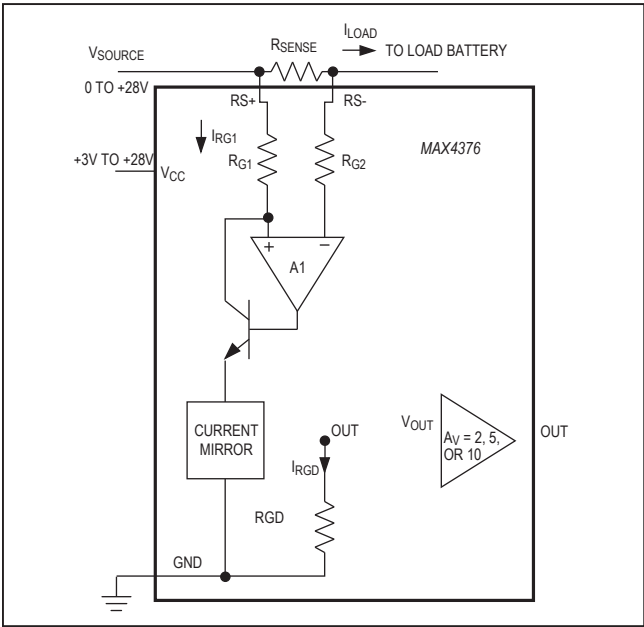 ILOAD
VSOURCE
RSENSE
TO LOAD BATTERY
0 TO +28V
RS+
RS-
IRG1
MAX4376
+3V TO +28V
VCC
RG1
RG2
+
−
A1
CURRENT
MIRROR
OUT
IRGD
RGD
VOUT
AV = 2, 5,
OR 10
OUT
GND